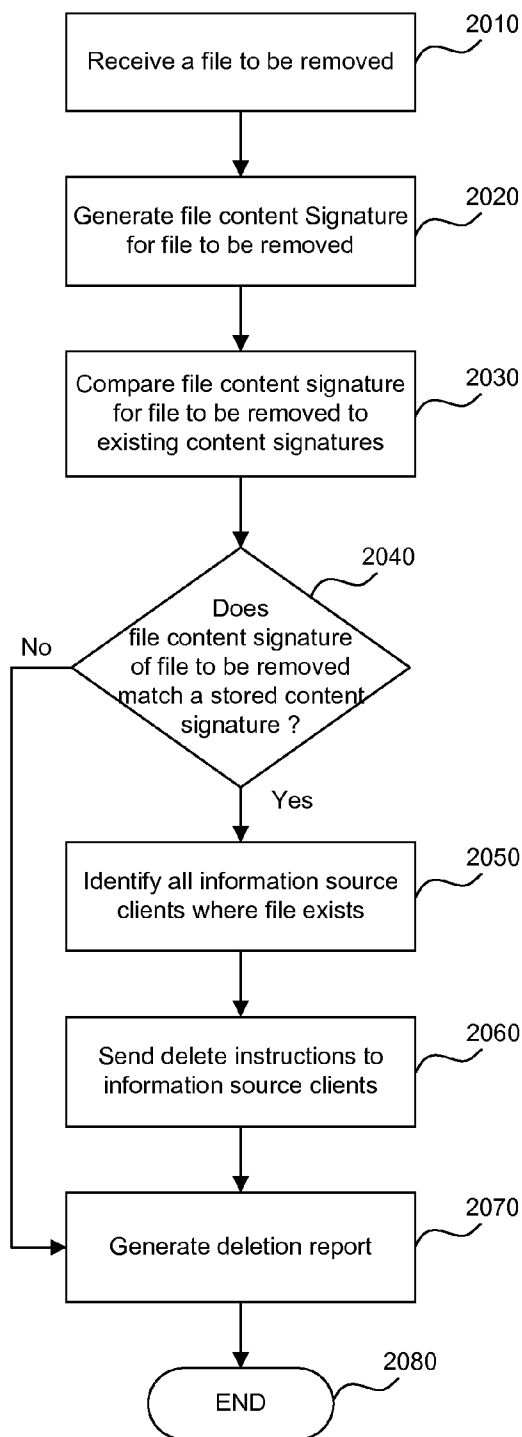 2010
Receive a file to be removed
2020
Generate file content Signature
for file to be removed
2030
Compare file content signature
for file to be removed to
existing content signatures
2040
Does
file content signature
of file to be removed
match a stored content
signature ?
No
Yes
2050
Identify all information source
clients where file exists
2060
Send delete instructions to
information source clients
2070
Generate deletion report
2080
END